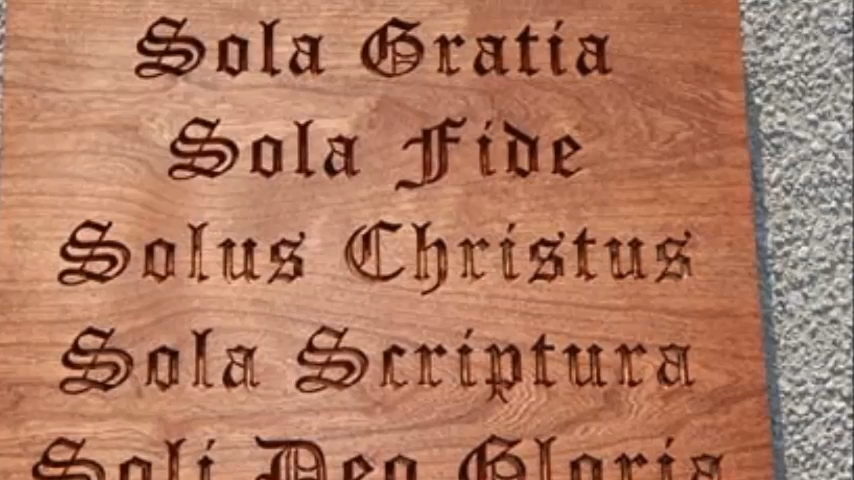 Sola Gratia
Sola Fide
Solus Christus
Sola Scriptura
Soli Deo Gloria